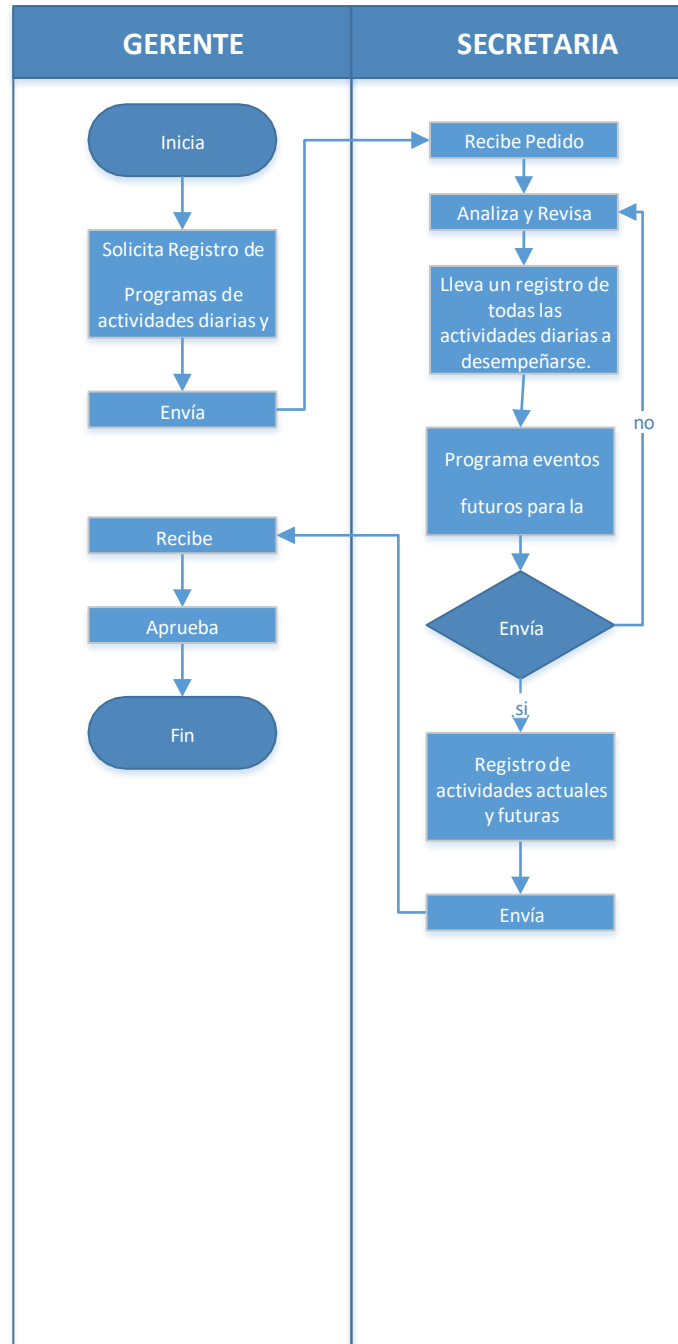 GERENTE
SECRETARIA
Inicia
Solicita Registro de
Programas de
actividades diarias y
Envía
Recibe
Aprueba
Fin
Recibe Pedido
Analiza y Revisa
Lleva un registro de
todas las
actividades diarias a
desempeñarse.
Programa eventos
futuros para la
Envía
no
si
Registro de
actividades actuales
y futuras
Envía